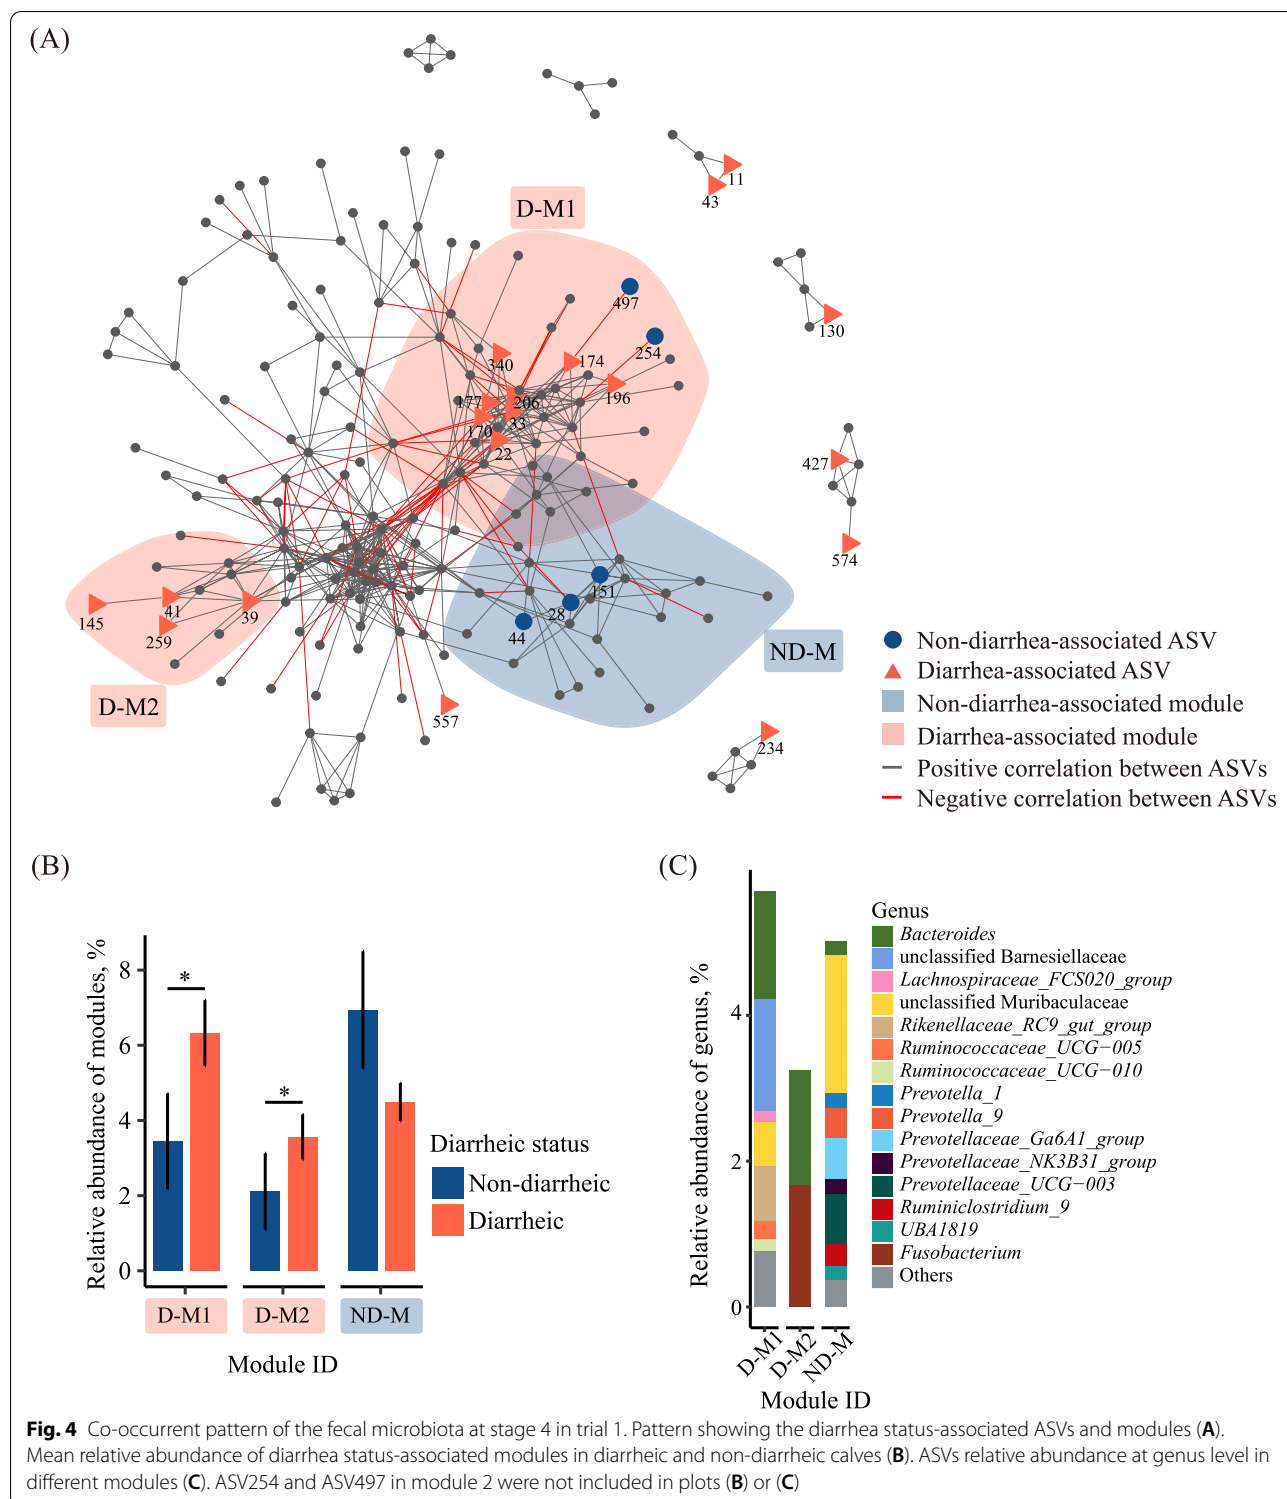 (A)
11
43
D-M1
497
130
254
340
174
196
177
206
33
170
22
427
574
151
28
44
145
41
39
259
ND-M
D-M2
557
234
Non-diarrhea-associated ASV
Diarrhea-associated ASV
Non-diarrhea-associated module
Diarrhea-associated module
Positive correlation between ASVs
Negative correlation between ASVs
(B)
Relative abundance of modules, %
8
6
4
2
0
*
*
D-M1
D-M2
ND-M
Module ID
Diarrheic status
Non-diarrheic
Diarrheic
(C)
Relative abundance of genus, %
4
2
0
D-M1
D-M2
ND-M
Module ID
Genus
Bacteroides
unclassified Barnesiellaceae
Lachnospiraceae_FCS020_group
unclassified Muribaculaceae
Rikenellaceae_RC9_gut_group
Ruminococcaceae_UCG−005
Ruminococcaceae_UCG−010
Prevotella_1
Prevotella_9
Prevotellaceae_Ga6A1_group
Prevotellaceae_NK3B31_group
Prevotellaceae_UCG−003
Ruminiclostridium_9
UBA1819
Fusobacterium
Others
Fig. 4 Co-occurrent pattern of the fecal microbiota at stage 4 in trial 1. Pattern showing the diarrhea status-associated ASVs and modules (A).
Mean relative abundance of diarrhea status-associated modules in diarrheic and non-diarrheic calves (B). ASVs relative abundance at genus level in
different modules (C). ASV254 and ASV497 in module 2 were not included in plots (B) or (C)